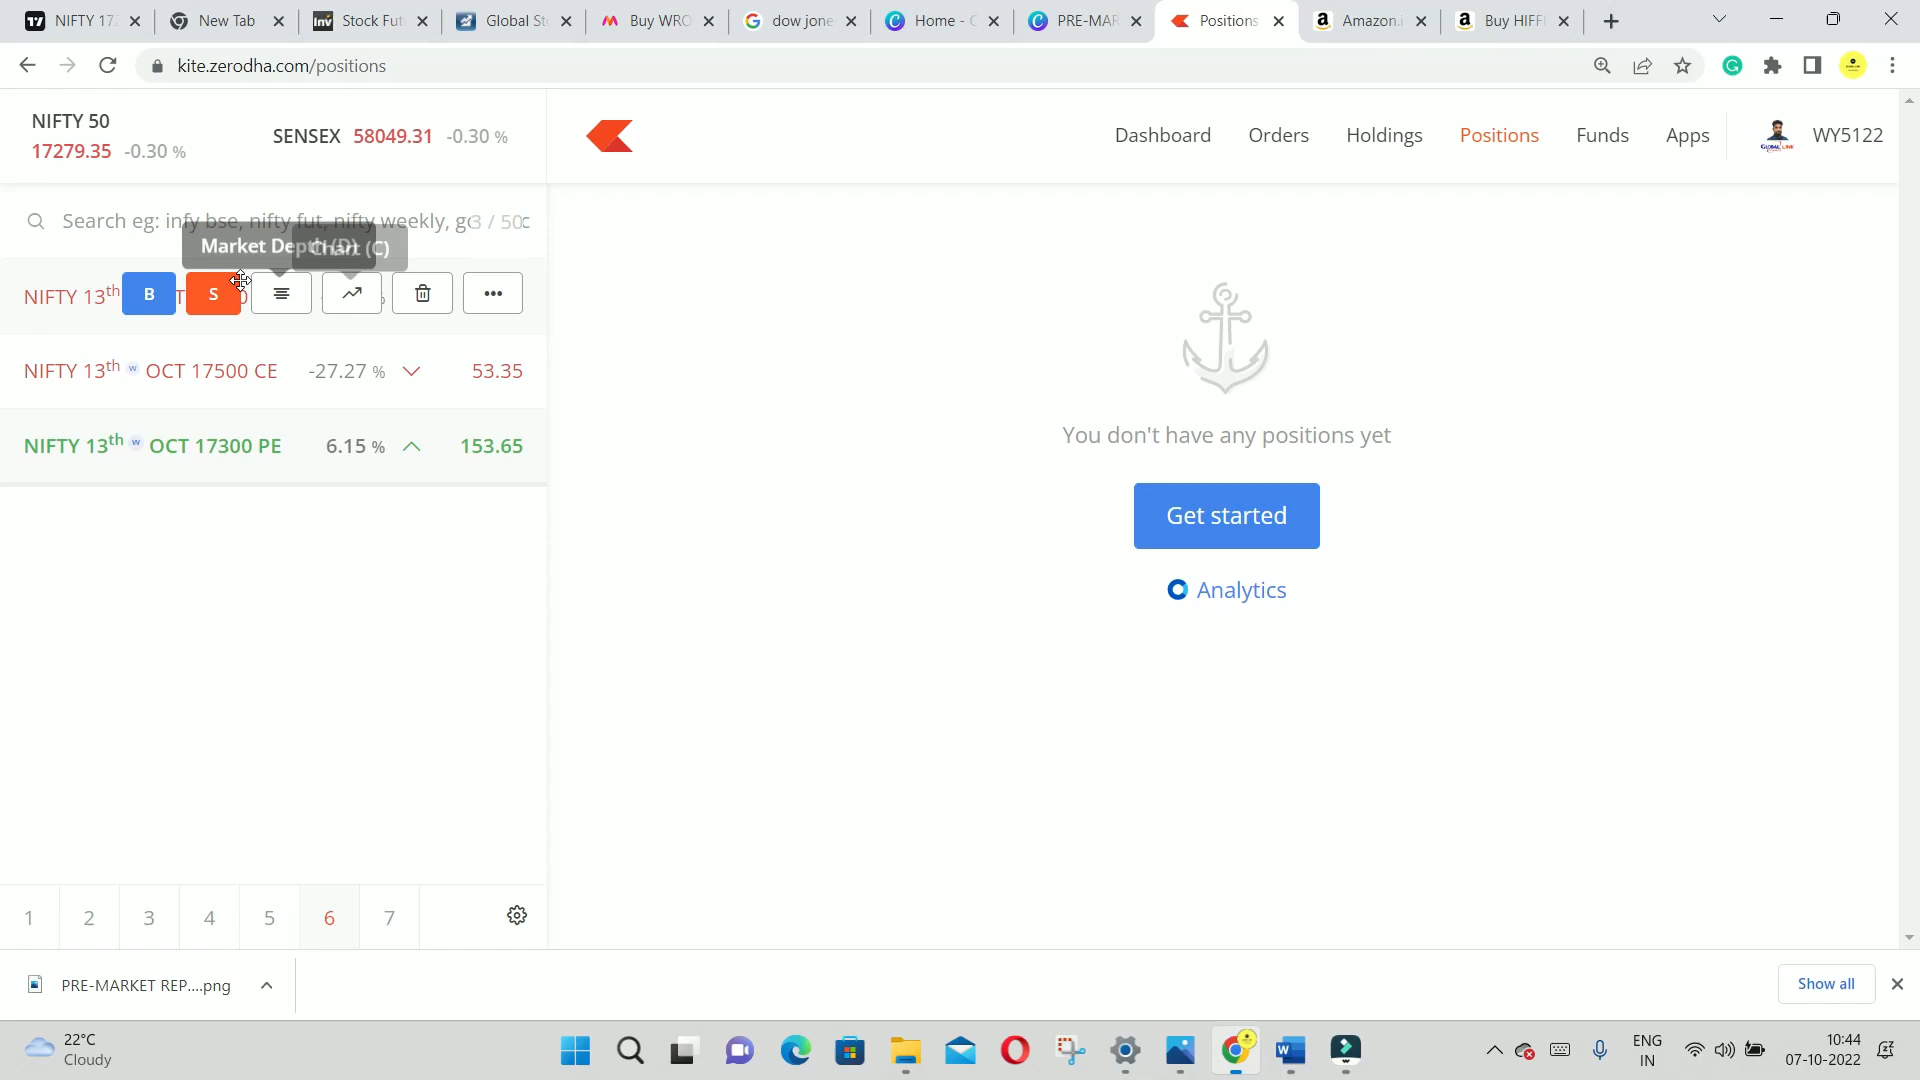 NIFTY 17
New Tab
Stock Fut
Global St
Buy WRO
dow jone
Home - C
PRE-MAR
Positions
Amazon.i
Buy HIFF
kite.zerodha.com/positions
NIFTY 50
17279.35 -0.30 %
SENSEX 58049.31 -0.30 %
Dashboard
Orders
Holdings
Positions
Funds
Apps
WY5122
Search eg: infy bse, nifty fut, nifty weekly,
3 / 50
Market Depth (D)
Chart (C)
NIFTY 13th
B
S
NIFTY 13th w OCT 17500 CE -27.27 % 53.35
NIFTY 13th w OCT 17300 PE 6.15 % 153.65
You don't have any positions yet
Get started
Analytics
1 2 3 4 5 6 7
PRE-MARKET REP....png
Show all
22°C
Cloudy
ENG
IN
10:44
07-10-2022